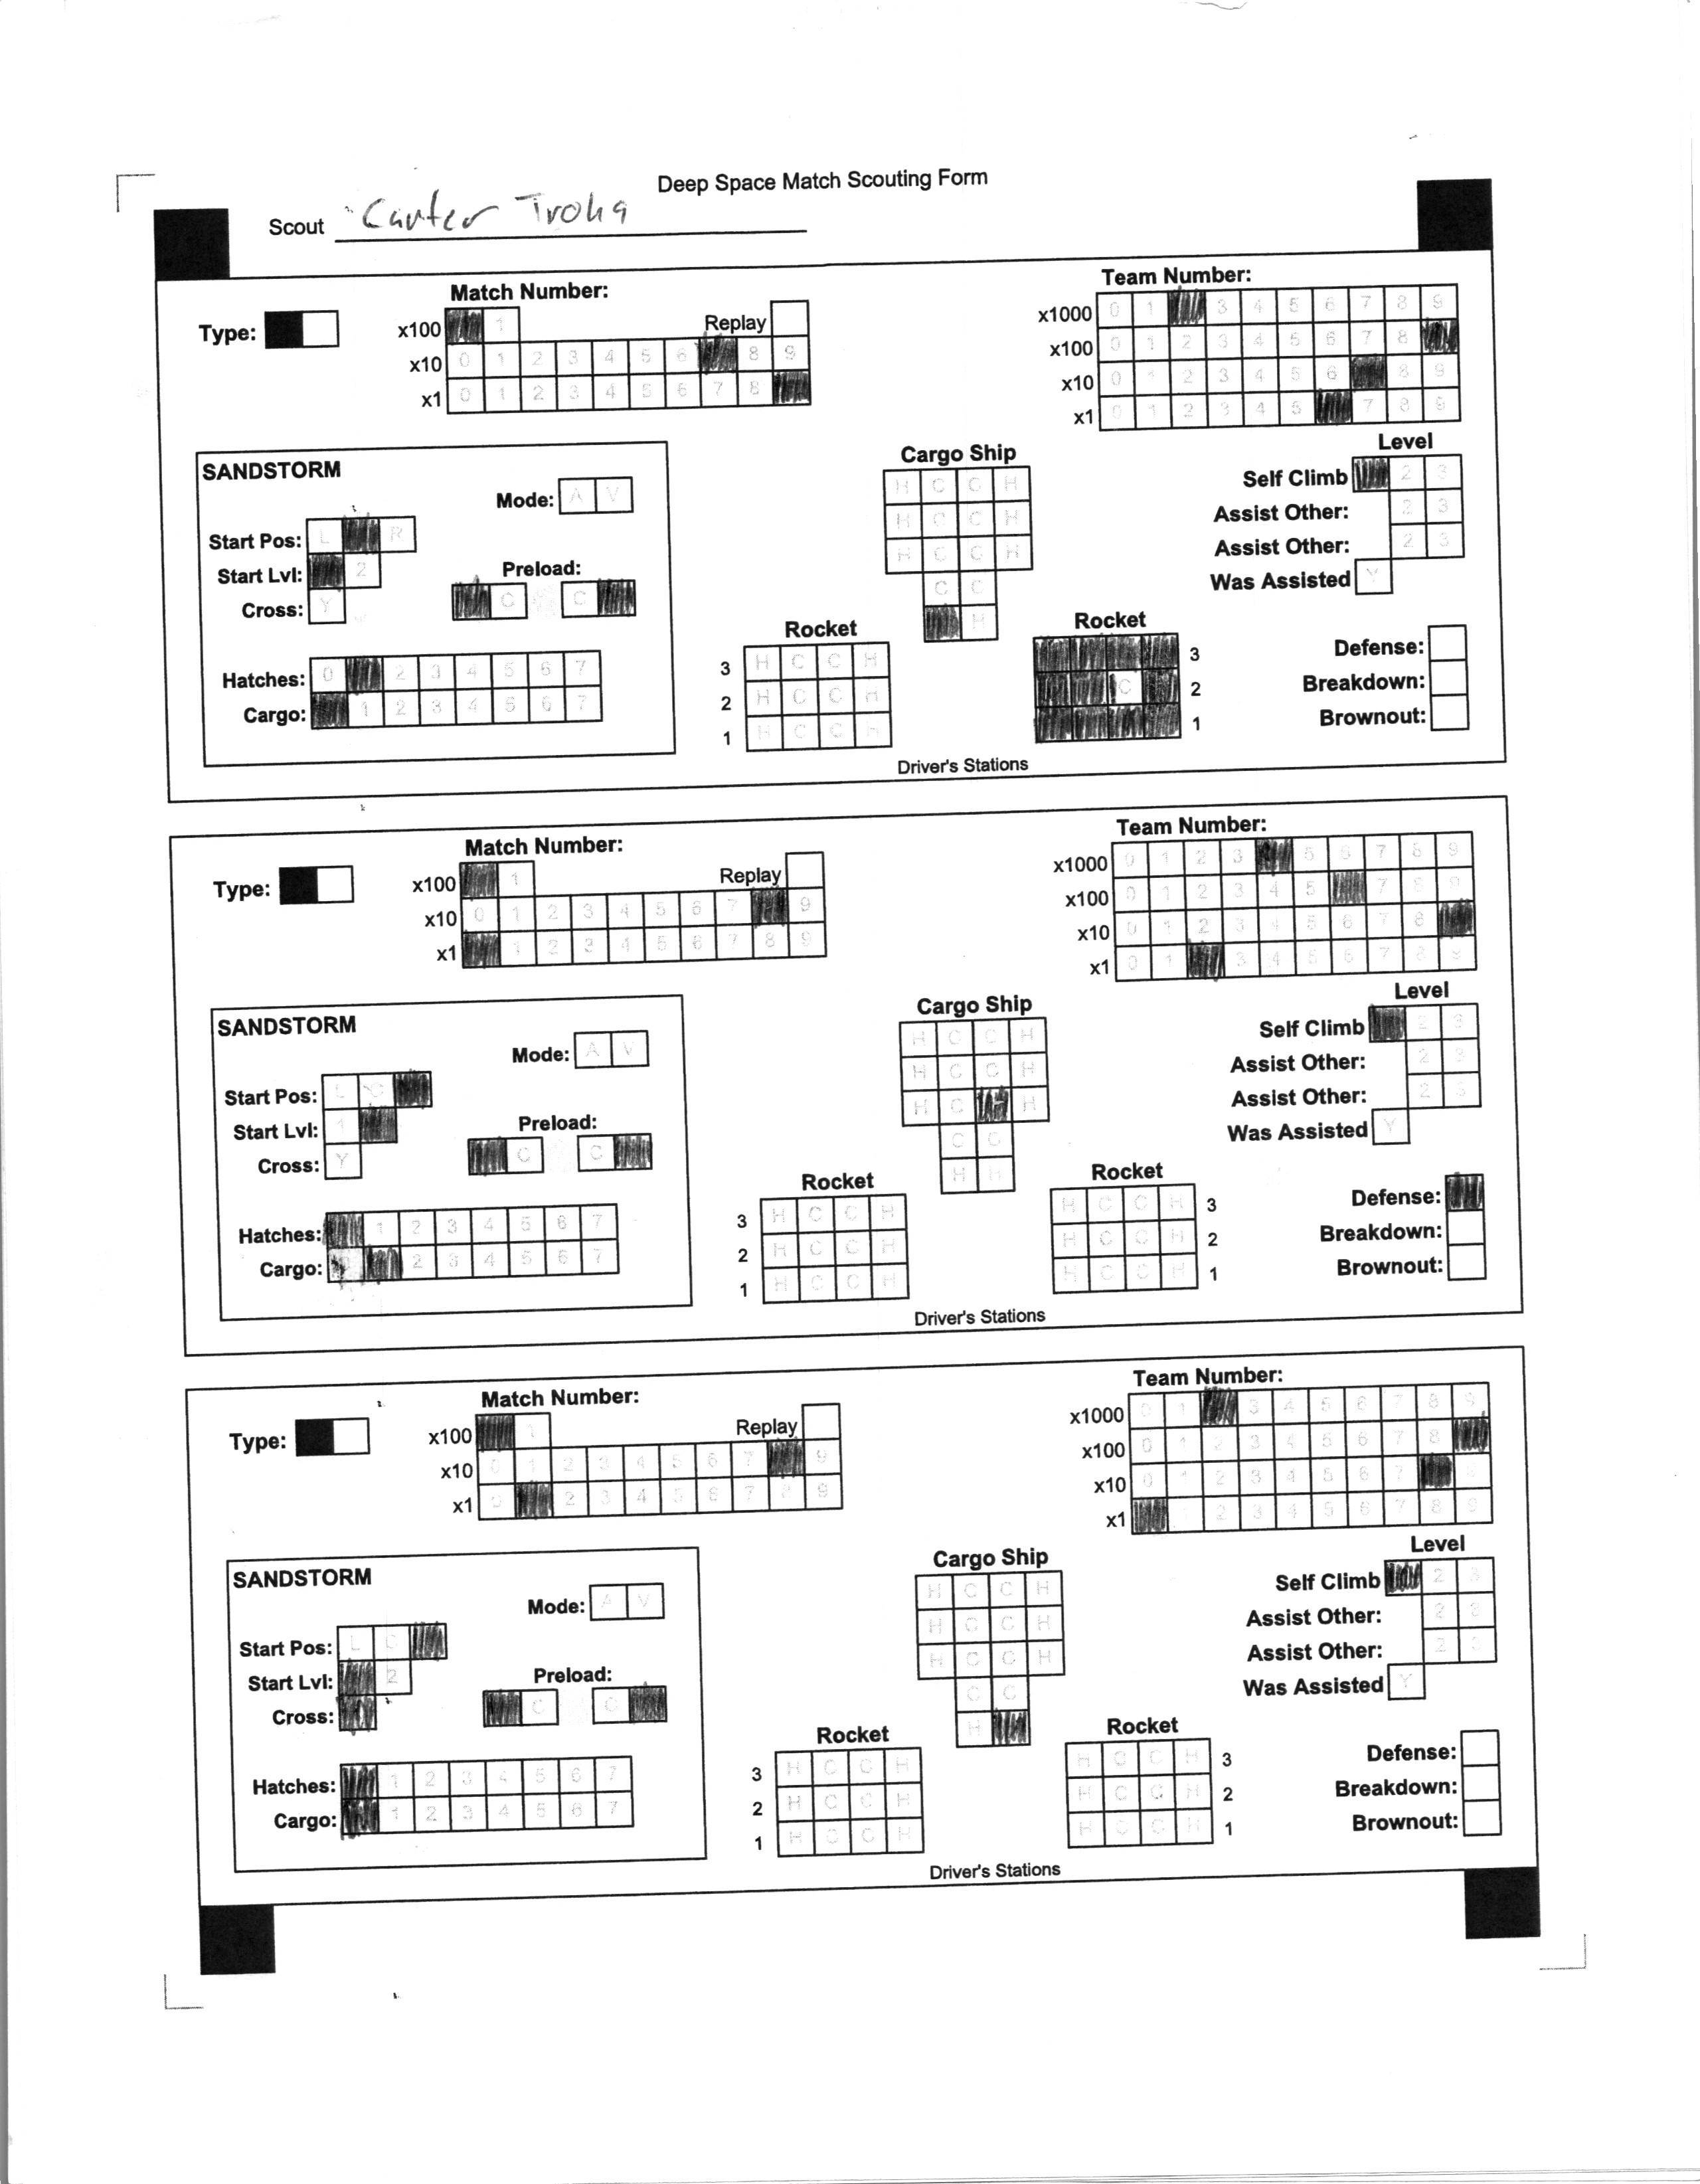 Deep Space Match Scouting Form
Scout Carter Troha
Match Number:
Team Number:
Type:
x100 1 Replay
x10 0 1 2 3 4 5 6 8 9
x1 0 1 2 3 4 5 6 7 8
x1000 0 1 3 4 5 6 7 8 9
x100 0 1 2 3 4 5 6 7 8
x10 0 1 2 3 4 5 6 8 9
x1 0 1 2 3 4 5 7 8 9
SANDSTORM
Mode: A V
Start Pos: L R
Start Lvl: 2
Cross: Y
Preload:
C C
Hatches: 0 2 3 4 5 6 7
Cargo: 1 2 3 4 5 6 7
Cargo Ship
H C C H
H C C H
H C C H
C C
H
Rocket
3 H C C H
2 H C C H
1 H C C H
Rocket
3
C 2
1
Driver's Stations
Level
Self Climb 2 3
Assist Other: 2 3
Assist Other: 2 3
Was Assisted Y
Defense:
Breakdown:
Brownout:
Match Number:
Team Number:
Type:
x100 1 Replay
x10 0 1 2 3 4 5 6 7 9
x1 1 2 3 4 5 6 7 8 9
x1000 0 1 2 3 5 6 7 8 9
x100 0 1 2 3 4 5 7 8 9
x10 0 1 2 3 4 5 6 7 8
x1 0 1 3 4 5 6 7 8 9
SANDSTORM
Mode: A V
Start Pos: L C
Start Lvl: 1
Cross: Y
Preload:
C C
Hatches: 1 2 3 4 5 6 7
Cargo: 2 3 4 5 6 7
Cargo Ship
H C C H
H C C H
H C H
C C
H H
Rocket
3 H C C H
2 H C C H
1 H C C H
Rocket
H C C H 3
H C C H 2
H C C H 1
Driver's Stations
Level
Self Climb 2 3
Assist Other: 2 3
Assist Other: 2 3
Was Assisted Y
Defense:
Breakdown:
Brownout:
Match Number:
Team Number:
Type:
x100 1 Replay
x10 0 1 2 3 4 5 6 7 9
x1 0 2 3 4 5 6 7 8 9
x1000 0 1 3 4 5 6 7 8 9
x100 0 1 2 3 4 5 6 7 8
x10 0 1 2 3 4 5 6 7
x1 2 3 4 5 6 7 8 9
SANDSTORM
Mode: A V
Start Pos: L C
Start Lvl: 2
Cross:
Preload:
C C
Hatches: 1 2 3 4 5 6 7
Cargo: 1 2 3 4 5 6 7
Cargo Ship
H C C H
H C C H
H C C H
C C
H
Rocket
3 H C C H
2 H C C H
1 H C C H
Rocket
H C C H 3
H C C H 2
H C C H 1
Driver's Stations
Level
Self Climb 2 3
Assist Other: 2 3
Assist Other: 2 3
Was Assisted Y
Defense:
Breakdown:
Brownout: